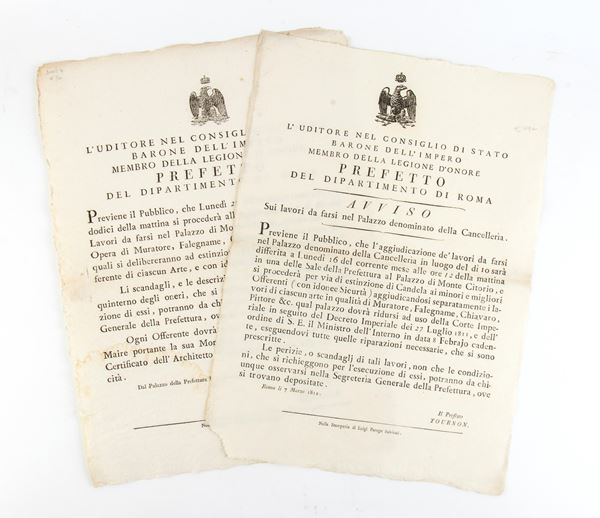 L'UDITORE NEL CONSIGLIO
BARONE DELL'I
MEMBRO DELLA LEGIONE
PREFETT
DEL DIPARTIMENTO
Previene il Pubblico, che Lunedì 2
dodici della mattina si procederà all
Lavori da farsi nel Palazzo di Mo
Opera di Muratore, Falegname,
quali si delibereranno ad estinzion
ferente di ciascun Arte, e con ido
Li scandagli, e le descrizi
quinterno degli oneri, che si
zione di essi, potranno da chi
Generale della Prefettura, ov
Ogni Offerente dovrà
Maire portante la sua Mor
Certificato dell'Architetto
cità.
Dal Palazzo della Prefettura
L'UDITORE NEL CONSIGLIO DI STATO
BARONE DELL'IMPERO
MEMBRO DELLA LEGIONE D'ONORE
PREFETTO
DEL DIPARTIMENTO DI ROMA
AVVISO
Sui lavori da farsi nel Palazzo denominato della Cancelleria.
Previene il Pubblico, che l'aggiudicazione de' lavori da farsi
nel Palazzo denominato della Cancelleria in luogo del dì 10 sarà
differita a Lunedì 16 del corrente mese alle ore 12 della mattina
in una delle Sale della Prefettura al Palazzo di Monte Citorio, e
si procederà per via di estinzione di Candela ai minori e migliori
Offerenti (con idonee Sicurtà) aggiudicandosi separatamente i la-
vori di ciascun arte in qualità di Muratore, Falegname, Chiavaro,
Pittore &c. qual palazzo dovrà ridursi ad uso della Corte Impe-
riale in seguito del Decreto Imperiale dei 27 Luglio 1811, e dell'
ordine di S. E. il Ministro dell'Interno in data 8 Febrajo caden-
te, eseguendovi tutte quelle riparazioni necessarie, che si sono
prescritte.
Le perizie, o scandaglj di tali lavori, non che le condizio-
ni, che si richieggono per l'esecuzione di essi, potranno da chi-
unque osservarsi nella Segreteria Generale della Prefettura, ove
si trovano depositate.
Roma li 7 Marzo 1812.
Il Prefetto
TOURNON.
Nella Stamperia di Luigi Perego Salvioni.